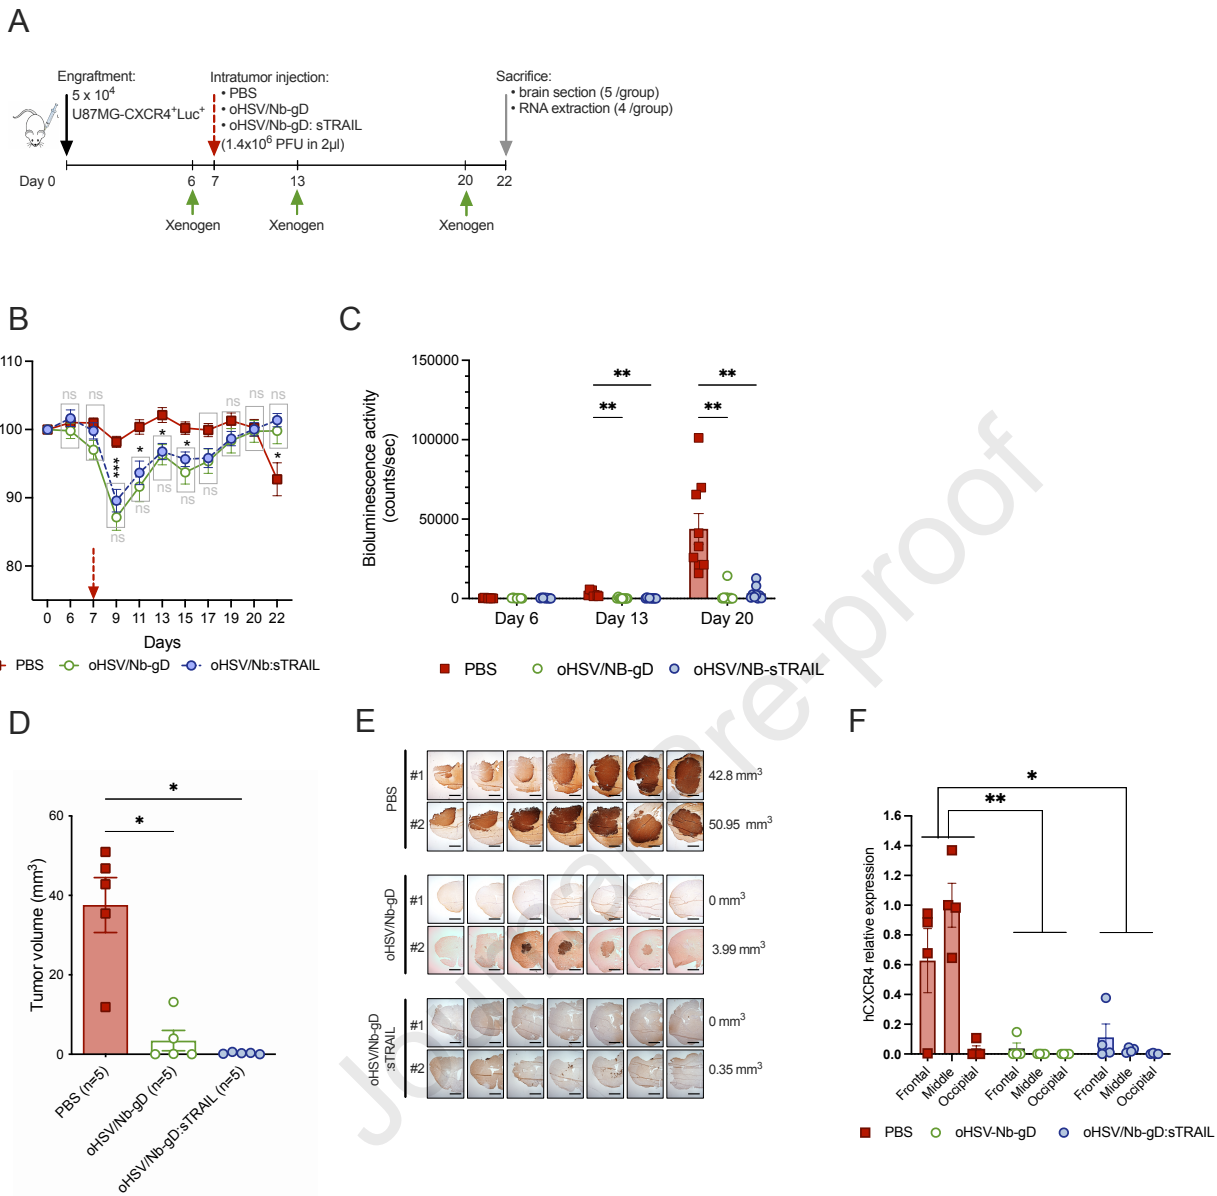 A
Engraftment:
5 x 10⁴
U87MG-CXCR4⁺Luc⁺
Intratumor injection:
• PBS
• oHSV/Nb-gD
• oHSV/Nb-gD: sTRAIL
(1.4x10⁶ PFU in 2µl)
Sacrifice:
• brain section (5 /group)
• RNA extraction (4 /group)
Day 0
6
7
13
20
22
Xenogen
Xenogen
Xenogen
B
110
100
90
80
ns
ns
ns
ns
ns
***
*
*
*
*
ns
ns
ns
ns
ns
0 6 7 9 11 13 15 17 19 20 22
Days
PBS
oHSV/Nb-gD
oHSV/Nb:sTRAIL
C
Bioluminescence activity
(counts/sec)
150000
100000
50000
0
**
**
**
**
Day 6
Day 13
Day 20
PBS
oHSV/NB-gD
oHSV/NB-sTRAIL
D
Tumor volume (mm³)
60
40
20
0
*
*
PBS (n=5)
oHSV/Nb-gD (n=5)
oHSV/Nb-gD:sTRAIL (n=5)
E
PBS
#1
42.8 mm³
#2
50.95 mm³
oHSV/Nb-gD
#1
0 mm³
#2
3.99 mm³
oHSV/Nb-gD
:sTRAIL
#1
0 mm³
#2
0.35 mm³
F
hCXCR4 relative expression
1.6
1.4
1.2
1.0
0.8
0.6
0.4
0.2
0.0
*
**
Frontal
Middle
Occipital
Frontal
Middle
Occipital
Frontal
Middle
Occipital
PBS
oHSV-Nb-gD
oHSV/Nb-gD:sTRAIL
Journal Pre-proof